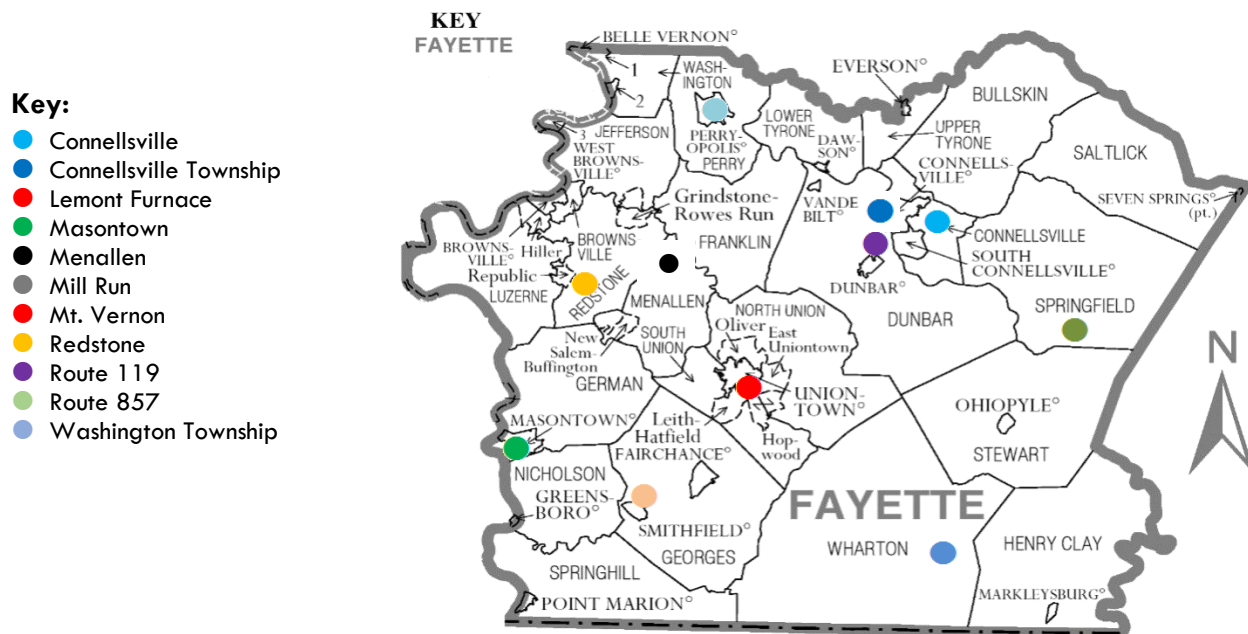 KEY
FAYETTE
Key:
Connellsville
Connellsville Township
Lemont Furnace
Masontown
Menallen
Mill Run
Mt. Vernon
Redstone
Route 119
Route 857
Washington Township
BELLE VERNON°
1
2
WASH-
INGTON
EVERSON°
BULLSKIN
3 JEFFERSON
WEST
BROWNS-
VILLE°
PERRY-
OPOLIS°
PERRY
LOWER
TYRONE
DAW-
SON°
UPPER
TYRONE
CONNELLS-
VILLE°
SALTLICK
SEVEN SPRINGS°
(pt.)
Grindstone-
Rowes Run
VANDE
BILT°
BROWNS-
VILLE°
Hiller
BROWNS-
VILLE
FRANKLIN
CONNELLSVILLE
SOUTH
CONNELLSVILLE°
Republic
LUZERNE
REDSTONE
MENALLEN
DUNBAR°
SPRINGFIELD
NORTH UNION
DUNBAR
New
Salem-
Buffington
SOUTH
UNION
Oliver
East
Uniontown
N
GERMAN
UNION-
TOWN°
MASONTOWN°
Leith-
Hatfield
FAIRCHANCE°
Hop-
wood
OHIOPYLE°
STEWART
NICHOLSON
GREENS-
BORO°
SMITHFIELD°
GEORGES
FAYETTE
WHARTON
HENRY CLAY
SPRINGHILL
POINT MARION°
MARKLEYSBURG°